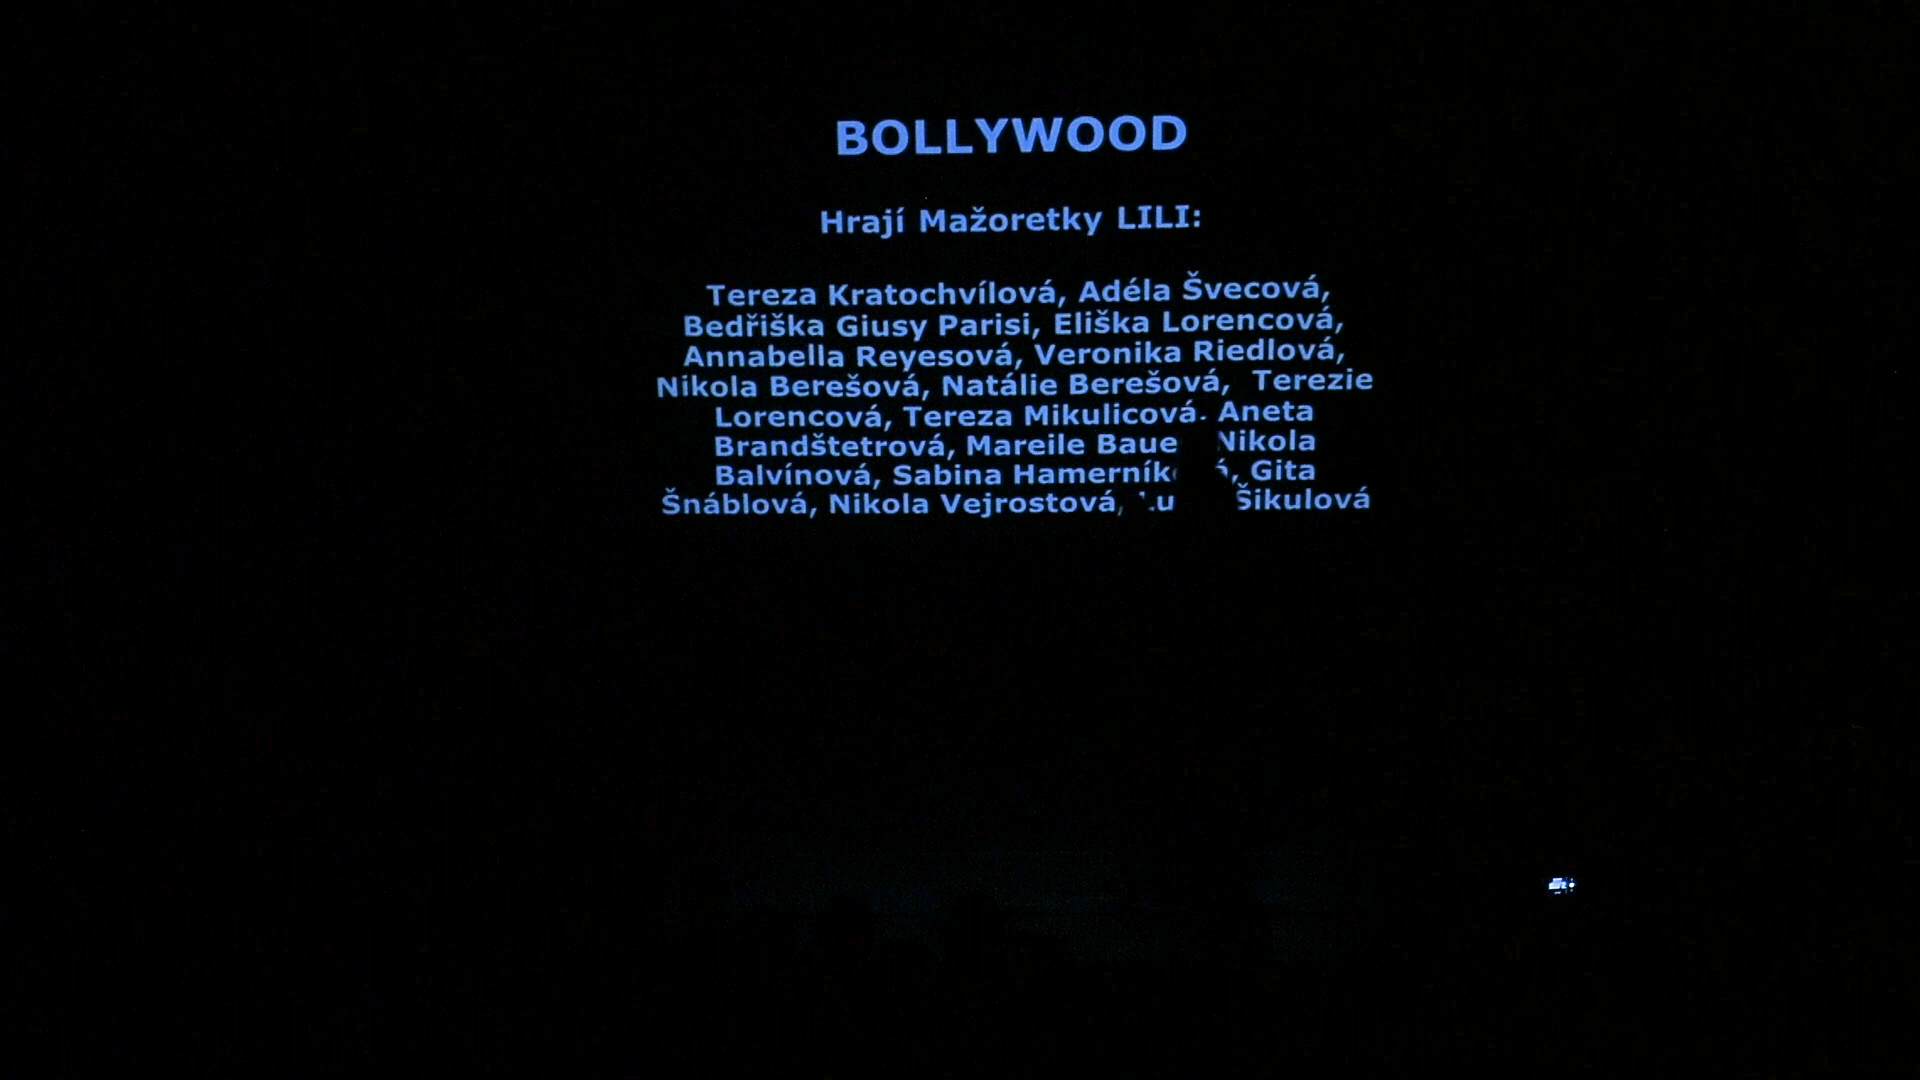 BOLLYWOOD
Hrají Mažoretky LILI:
Tereza Kratochvílová, Adéla Švecová,
Bedřiška Giusy Parisi, Eliška Lorencová,
Annabella Reyesová, Veronika Riedlová,
Nikola Berešová, Natálie Berešová, Terezie
Lorencová, Tereza Mikulicová, Aneta
Brandštetrová, Mareile Nikola
Balvínová, Sabina Gita
Šnáblová, Nikola Vejrostová, Šikulová